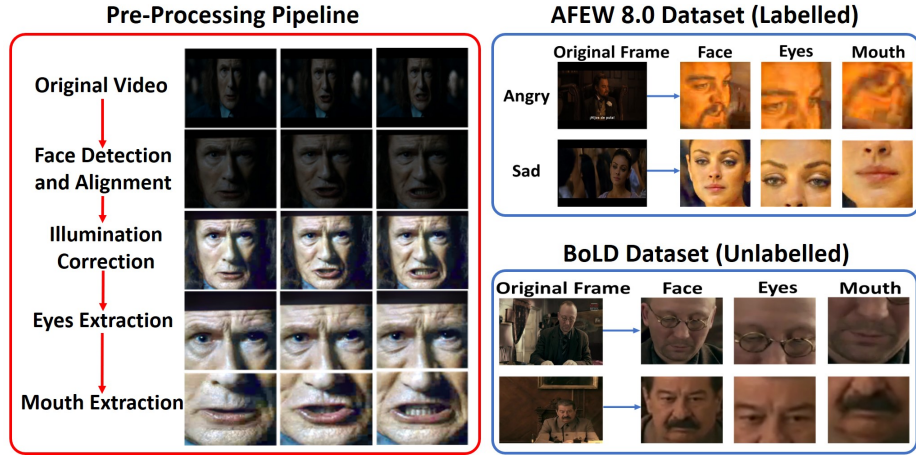 Pre-Processing Pipeline
Original Video
Face Detection
and Alignment
Illumination
Correction
Eyes Extraction
Mouth Extraction
AFEW 8.0 Dataset (Labelled)
Original Frame Face Eyes Mouth
Angry
Sad
BoLD Dataset (Unlabelled)
Original Frame Face Eyes Mouth